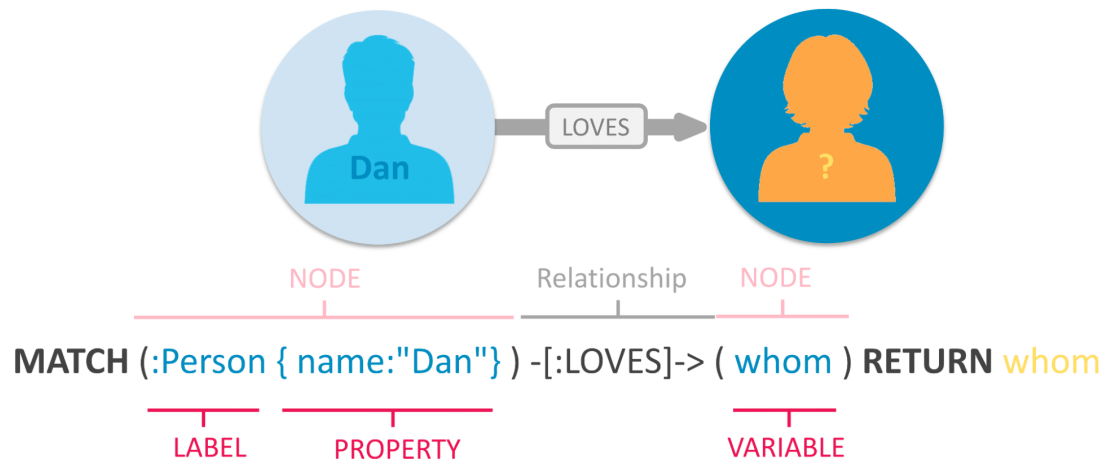 LOVES
Dan
?
NODE Relationship NODE
MATCH (:Person { name:"Dan"} ) -[:LOVES]-> ( whom ) RETURN whom
LABEL PROPERTY VARIABLE